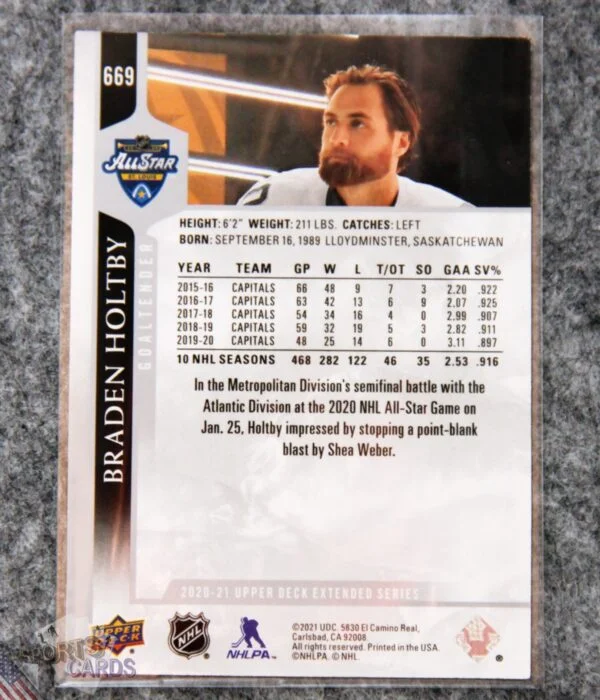 669
ALL STAR
ST. LOUIS
BRADEN HOLTBY
GOALTENDER
HEIGHT: 6'2" WEIGHT: 211 LBS. CATCHES: LEFT
BORN: SEPTEMBER 16, 1989 LLOYDMINSTER, SASKATCHEWAN
YEAR TEAM GP W L T/OT SO GAA SV%
2015-16 CAPITALS 66 48 9 7 3 2.20 .922
2016-17 CAPITALS 63 42 13 6 9 2.07 .925
2017-18 CAPITALS 54 34 16 4 0 2.99 .907
2018-19 CAPITALS 59 32 19 5 3 2.82 .911
2019-20 CAPITALS 48 25 14 6 0 3.11 .897
10 NHL SEASONS 468 282 122 46 35 2.53 .916
In the Metropolitan Division's semifinal battle with the
Atlantic Division at the 2020 NHL All-Star Game on
Jan. 25, Holtby impressed by stopping a point-blank
blast by Shea Weber.
2020-21 UPPER DECK EXTENDED SERIES
UPPER DECK
NHL
NHLPA
©2021 UDC. 5830 El Camino Real,
Carlsbad, CA 92008.
All rights reserved. Printed in the USA.
©NHLPA. © NHL.
®
CARDS